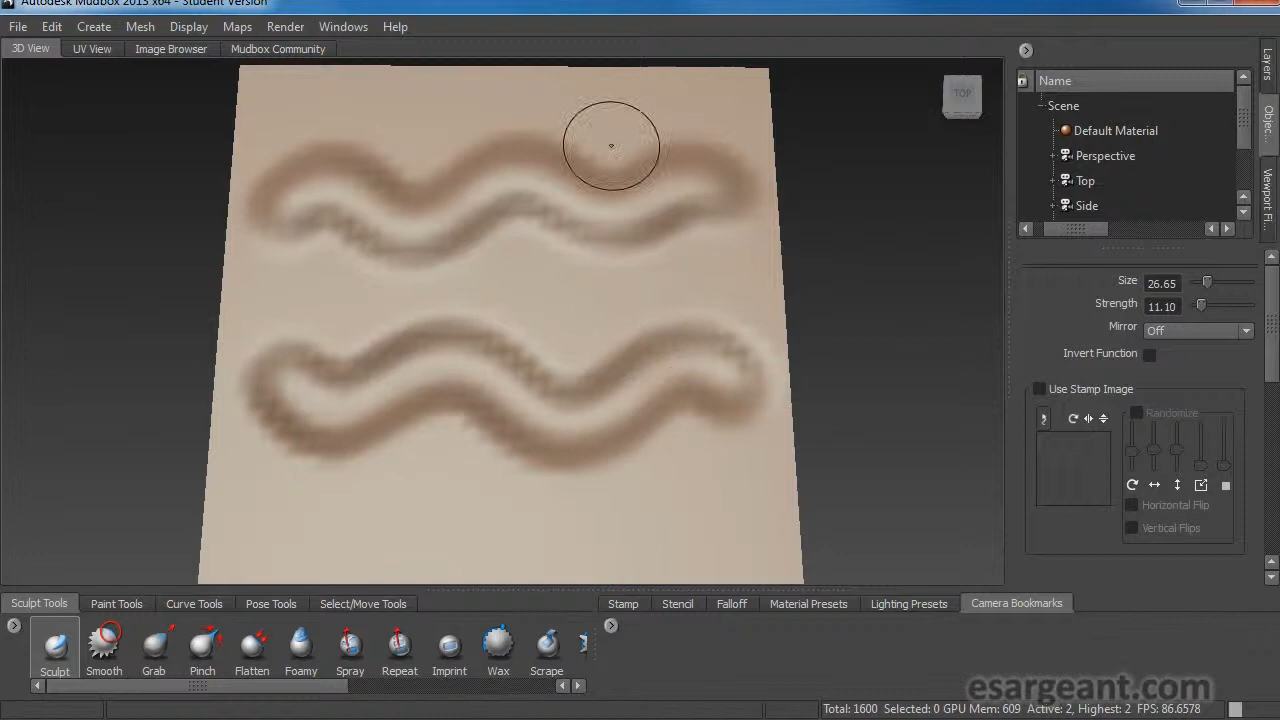 Autodesk Mudbox 2013 x64 - Student Version
File Edit Create Mesh Display Maps Render Windows Help
3D View UV View Image Browser Mudbox Community
TOP
Layers
Objec...
Viewport Fi...
Name
Scene
Default Material
Perspective
Top
Side
Size 26.65
Strength 11.10
Mirror Off
Invert Function
Use Stamp Image
Randomize
Horizontal Flip
Vertical Flips
Sculpt Tools Paint Tools Curve Tools Pose Tools Select/Move Tools
Stamp Stencil Falloff Material Presets Lighting Presets Camera Bookmarks
Sculpt Smooth Grab Pinch Flatten Foamy Spray Repeat Imprint Wax Scrape
esargeant.com
Total: 1600 Selected: 0 GPU Mem: 609 Active: 2, Highest: 2 FPS: 86.6578